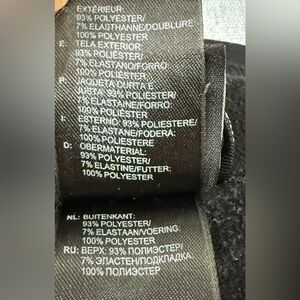 EXTÉRIEUR:
93% POLYESTER/
7% ELASTHANNE/DOUBLURE:
100% POLYESTER
E: TELA EXTERIOR:
93% POLIÉSTER/
7% ELASTANO/FORRO:
100% POLIÉSTER
P: JAQUETA CURTA E
JUSTA: 93% POLIÉSTER/
7% ELASTAINE/FORRO:
100% POLIÉSTER
I: ESTERNO: 93% POLIESTERE/
7% ELASTANE/FODERA:
100% POLIESTERE
D: OBERMATERIAL:
93% POLYESTER/
7% ELASTINE/FUTTER:
100% POLYESTER
NL: BUITENKANT:
93% POLYESTER/
7% ELASTAAN/VOERING:
100% POLYESTER
RU: ВЕРХ: 93% ПОЛИЭСТЕР/
7% ЭЛАСТЕН/ПОДКЛАДКА:
100% ПОЛИЭСТЕР